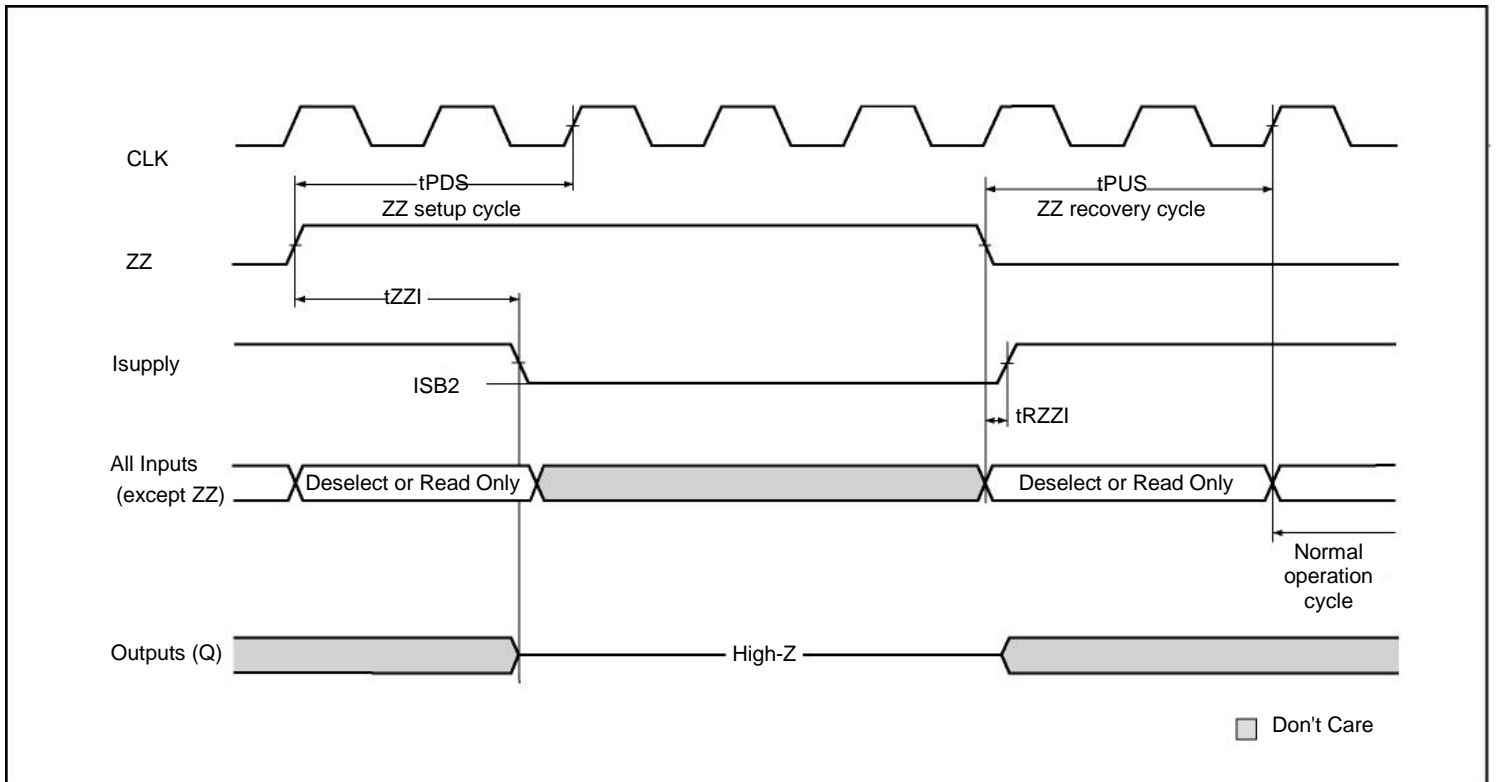 CLK
tPDS
ZZ setup cycle
tPUS
ZZ recovery cycle
ZZ
tZZI
Isupply
ISB2
tRZZI
All Inputs
(except ZZ)
Deselect or Read Only
Deselect or Read Only
Normal
operation
cycle
Outputs (Q)
High-Z
Don't Care